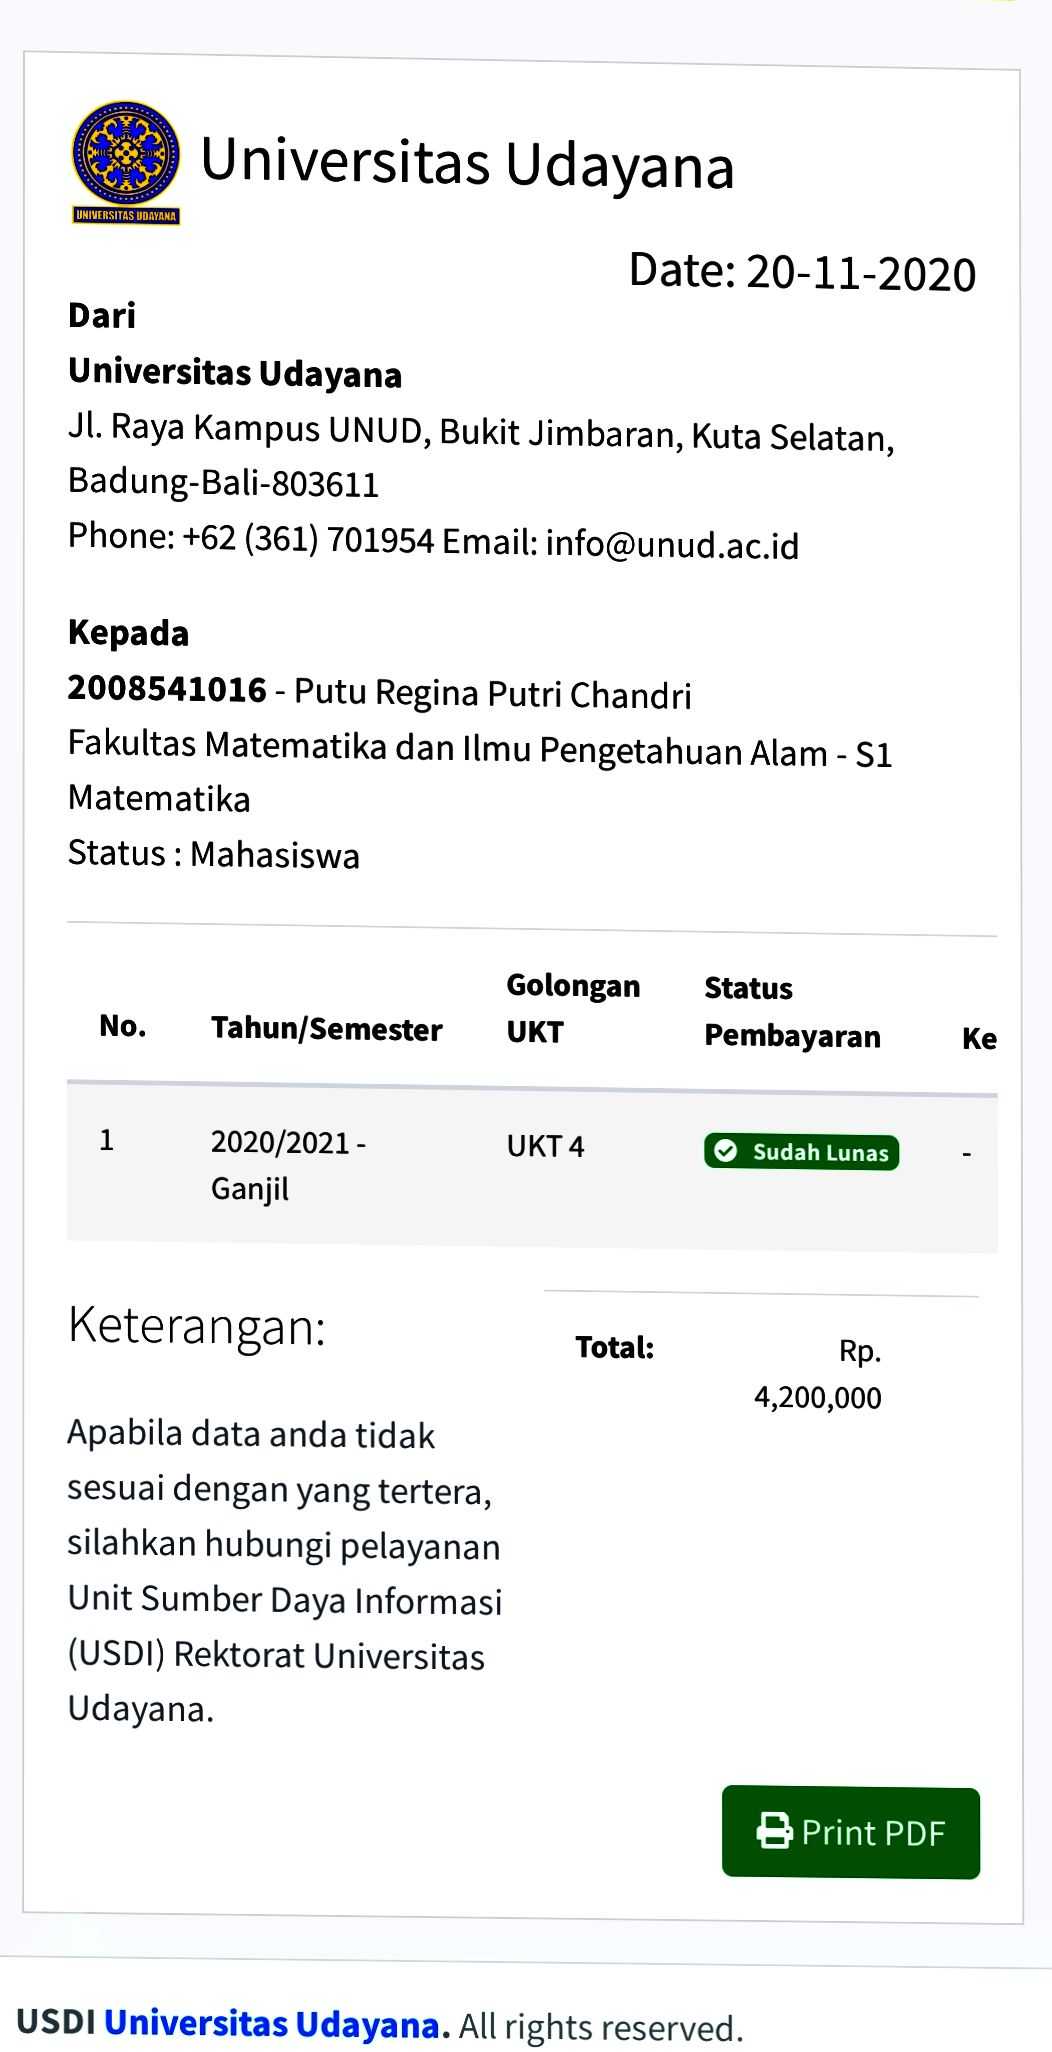 UNIVERSITAS UDAYANA
Universitas Udayana
Date: 20-11-2020
Dari
Universitas Udayana
Jl. Raya Kampus UNUD, Bukit Jimbaran, Kuta Selatan,
Badung-Bali-803611
Phone: +62 (361) 701954 Email: info@unud.ac.id
Kepada
2008541016 - Putu Regina Putri Chandri
Fakultas Matematika dan Ilmu Pengetahuan Alam - S1
Matematika
Status : Mahasiswa
No. Tahun/Semester Golongan UKT Status Pembayaran Ke
1 2020/2021 - Ganjil UKT 4 Sudah Lunas -
Keterangan:
Total: Rp. 4,200,000
Apabila data anda tidak
sesuai dengan yang tertera,
silahkan hubungi pelayanan
Unit Sumber Daya Informasi
(USDI) Rektorat Universitas
Udayana.
Print PDF
USDI Universitas Udayana. All rights reserved.